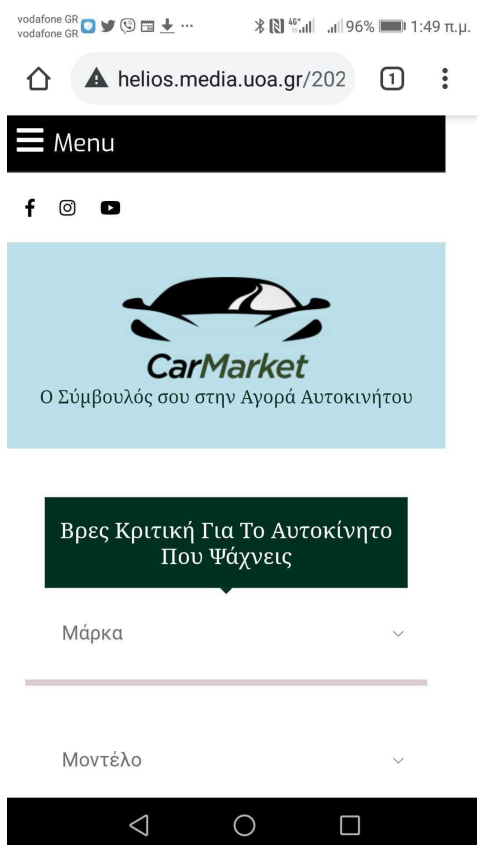 vodafone GR
vodafone GR
96% 1:49 π.μ.
helios.media.uoa.gr/202
1
Menu
CarMarket
Ο Σύμβουλός σου στην Αγορά Αυτοκινήτου
Βρες Κριτική Για Το Αυτοκίνητο
Που Ψάχνεις
Μάρκα
Μοντέλο